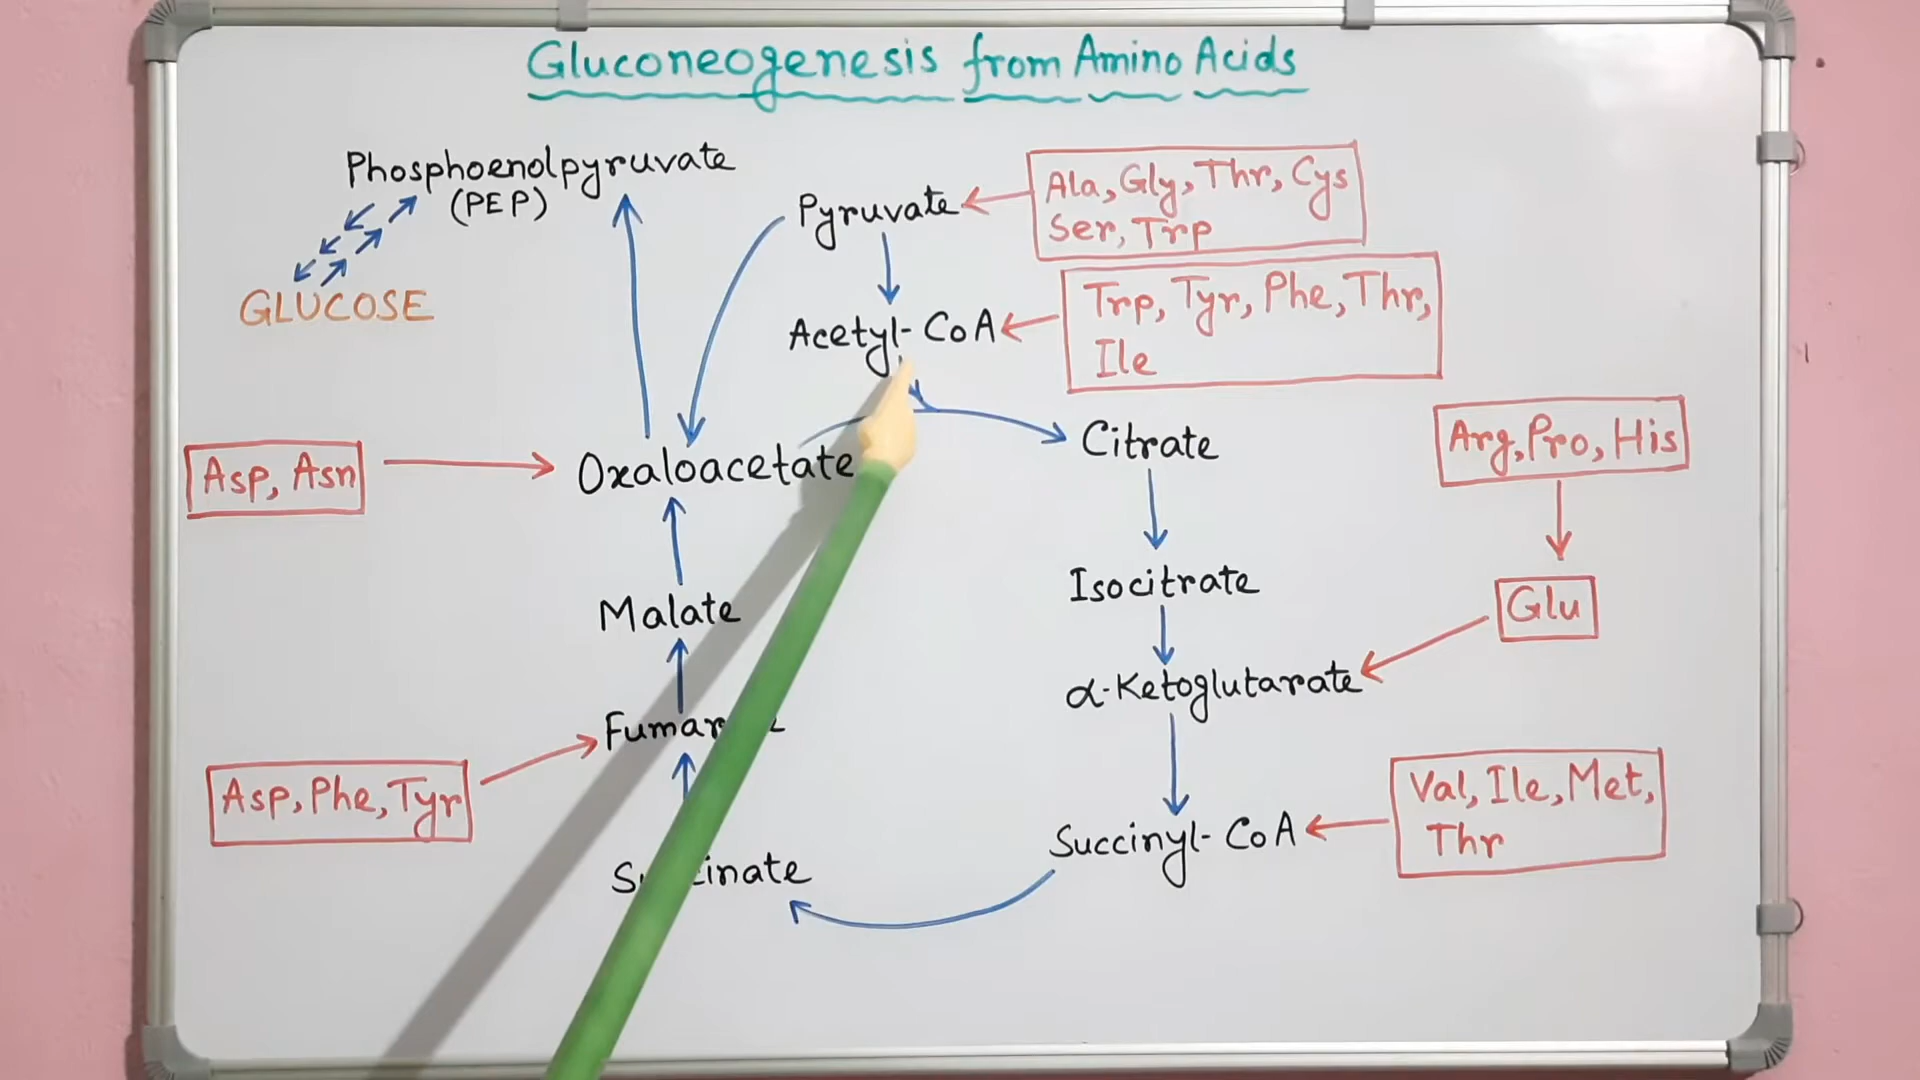 Gluconeogenesis from Amino Acids
Phosphoenolpyruvate
(PEP)
GLUCOSE
Pyruvate
Ala, Gly, Thr, Cys
Ser, Trp
Acetyl-CoA
Trp, Tyr, Phe, Thr,
Ile
Asp, Asn
Oxaloacetate
Citrate
Arg, Pro, His
Isocitrate
Glu
Malate
α-Ketoglutarate
Asp, Phe, Tyr
Val, Ile, Met,
Thr
Succinyl-CoA